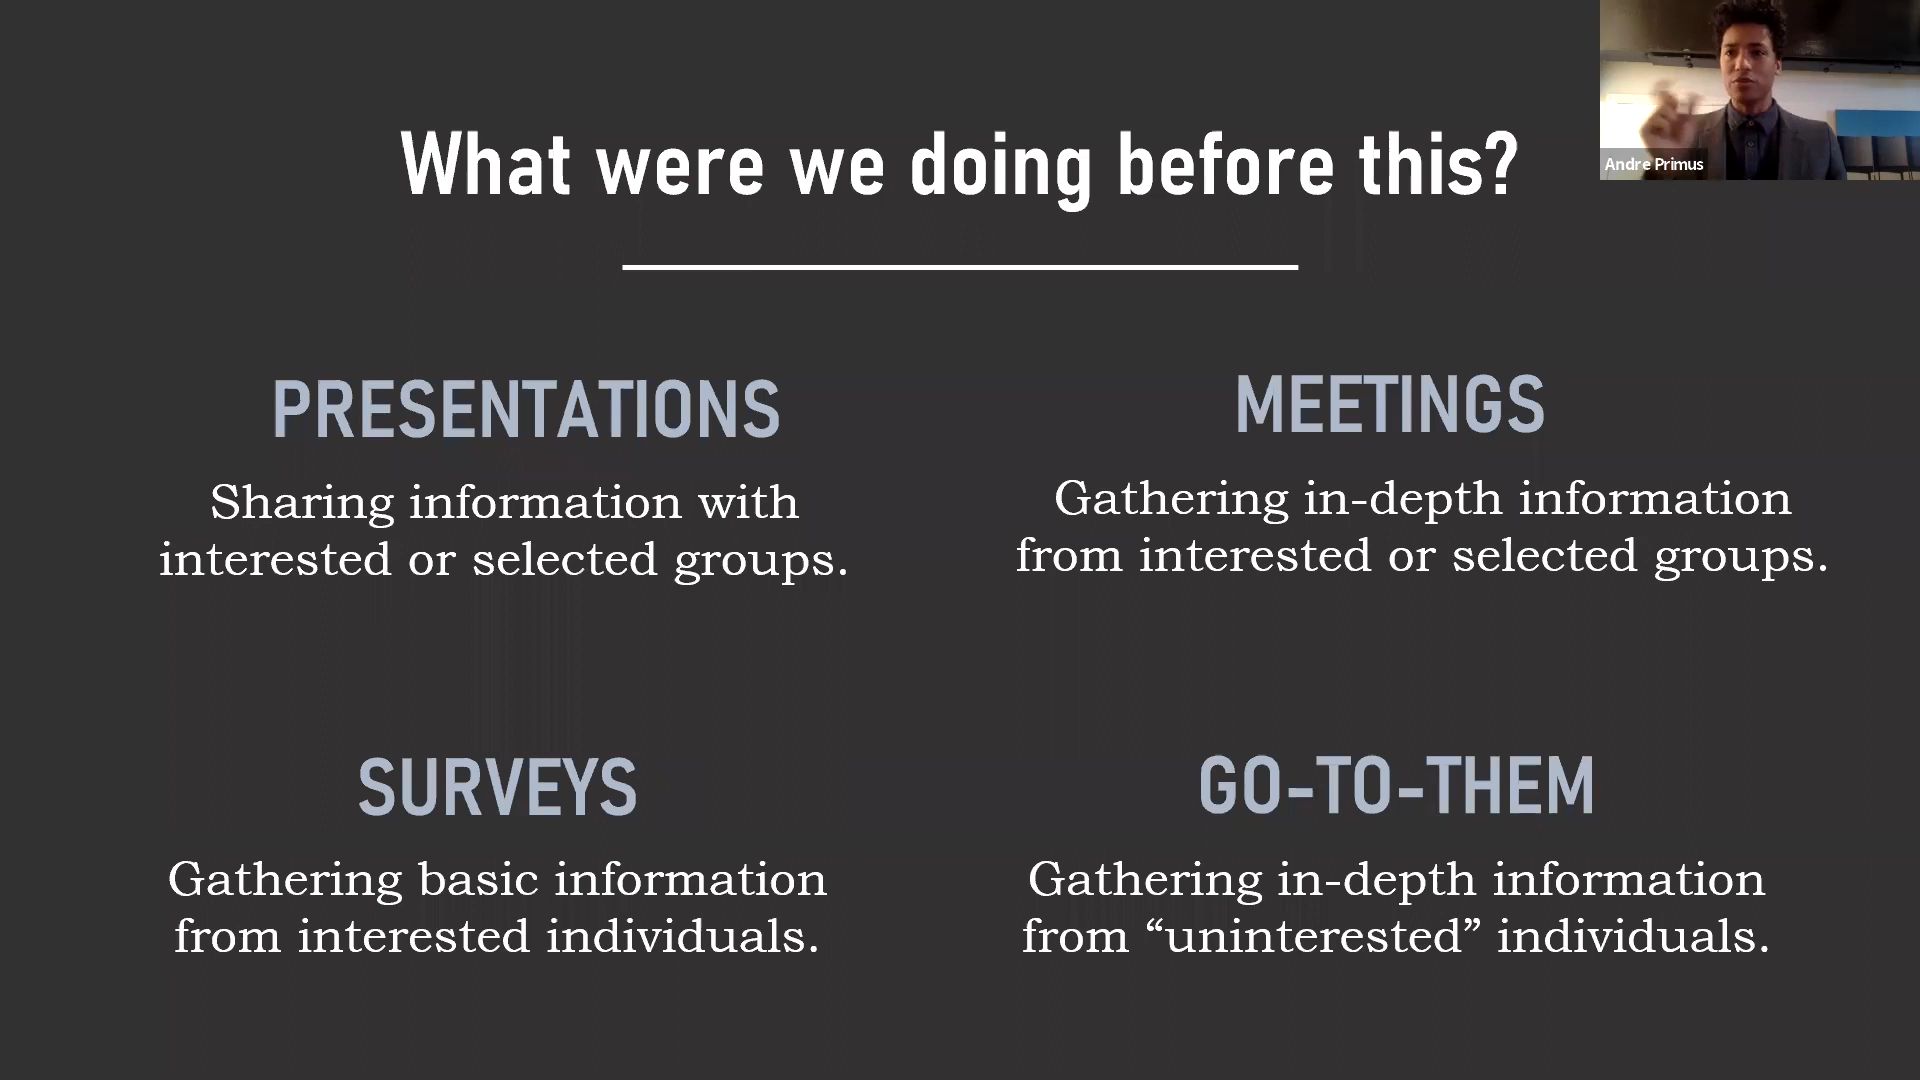 What were we doing before this?
Andre Primus
PRESENTATIONS
Sharing information with
interested or selected groups.
MEETINGS
Gathering in-depth information
from interested or selected groups.
SURVEYS
Gathering basic information
from interested individuals.
GO-TO-THEM
Gathering in-depth information
from “uninterested” individuals.